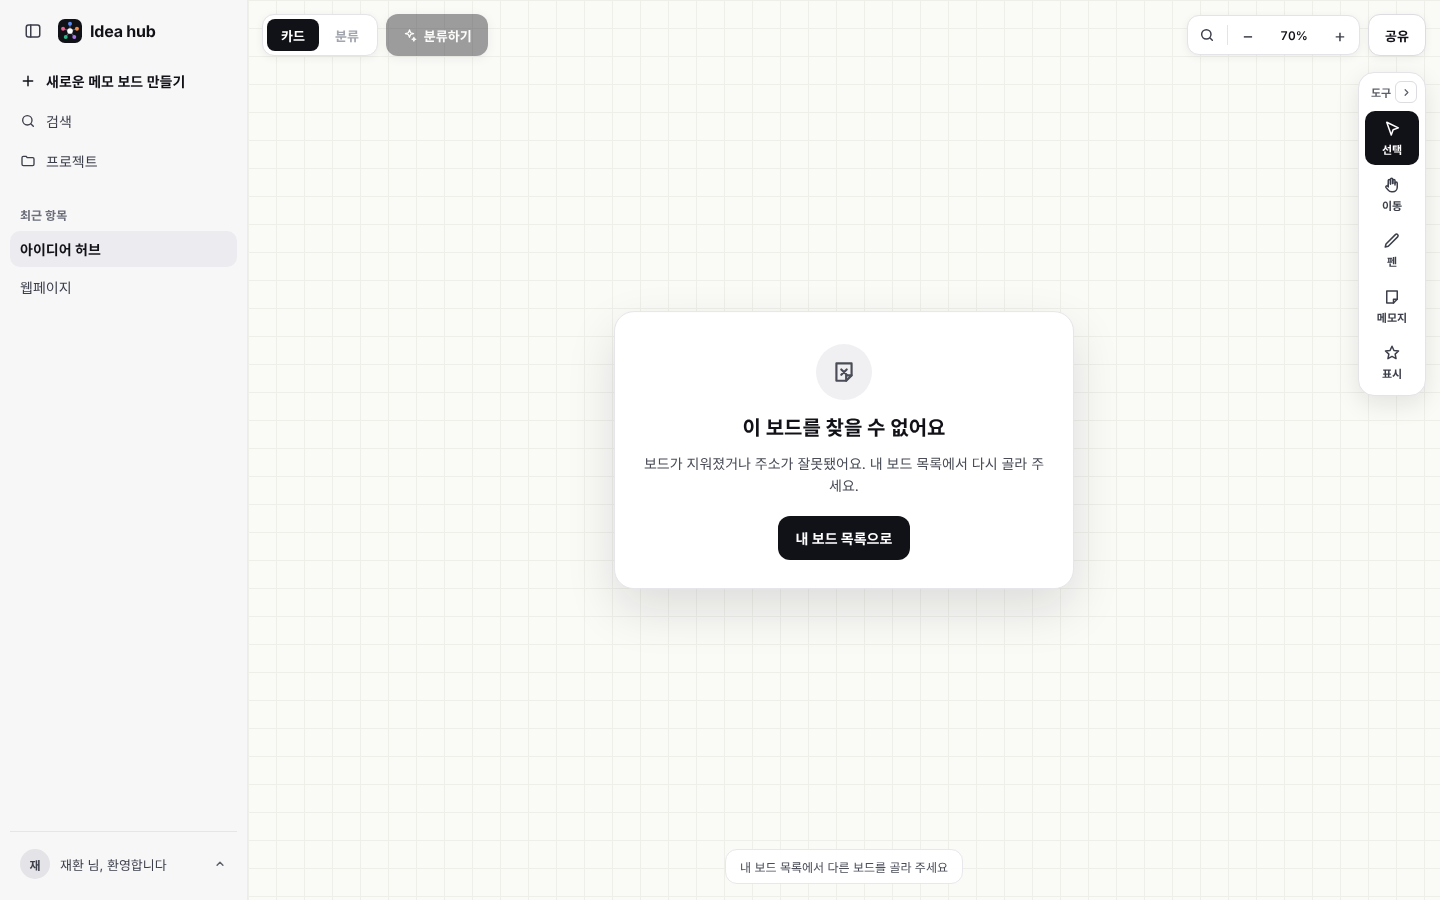 Idea hub
새로운 메모 보드 만들기
검색
프로젝트
최근 항목
아이디어 허브
웹페이지
재
재환 님, 환영합니다
카드
분류
분류하기
70%
공유
도구
선택
이동
펜
메모지
표시
이 보드를 찾을 수 없어요
보드가 지워졌거나 주소가 잘못됐어요. 내 보드 목록에서 다시 골라 주
세요.
내 보드 목록으로
내 보드 목록에서 다른 보드를 골라 주세요